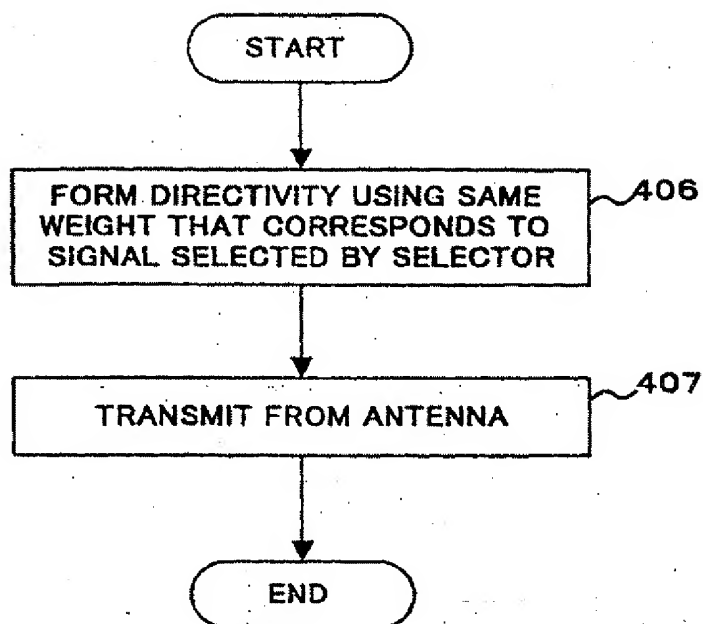 START
FORM DIRECTIVITY USING SAME
WEIGHT THAT CORRESPONDS TO
SIGNAL SELECTED BY SELECTOR
406
TRANSMIT FROM ANTENNA
407
END